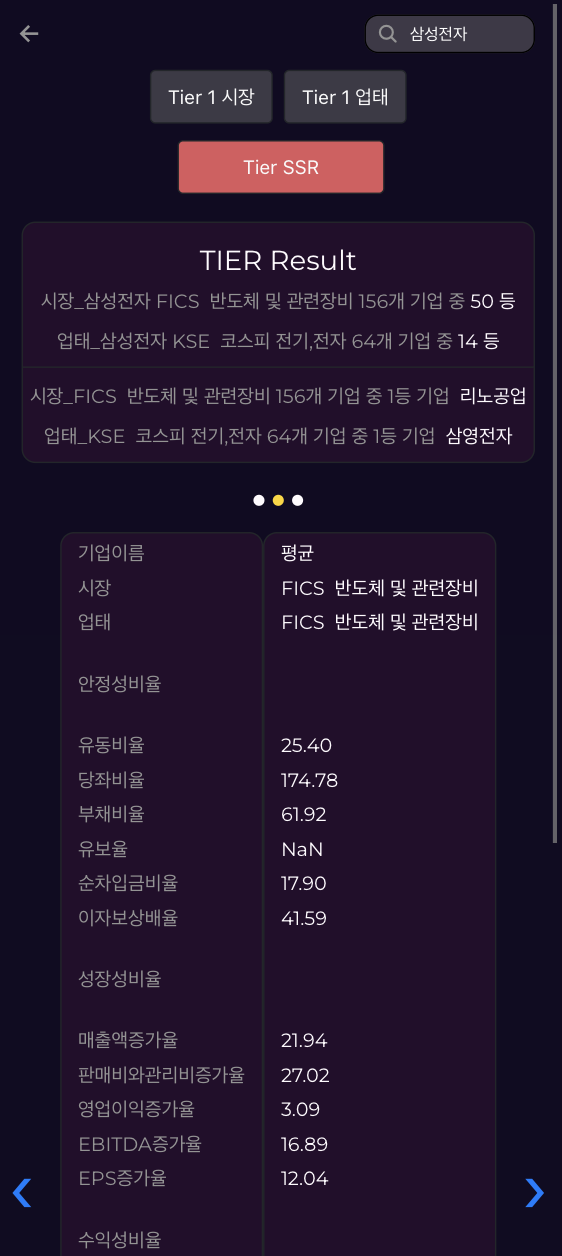 삼성전자
Tier 1 시장 Tier 1 업태
Tier SSR
TIER Result
시장_삼성전자 FICS 반도체 및 관련장비 156개 기업 중 50 등
업태_삼성전자 KSE 코스피 전기,전자 64개 기업 중 14 등
시장_FICS 반도체 및 관련장비 156개 기업 중 1등 기업 리노공업
업태_KSE 코스피 전기,전자 64개 기업 중 1등 기업 삼영전자
기업이름 평균
시장 FICS 반도체 및 관련장비
업태 FICS 반도체 및 관련장비
안정성비율
유동비율 25.40
당좌비율 174.78
부채비율 61.92
유보율 NaN
순차입금비율 17.90
이자보상배율 41.59
성장성비율
매출액증가율 21.94
판매비와관리비증가율 27.02
영업이익증가율 3.09
EBITDA증가율 16.89
EPS증가율 12.04
수익성비율